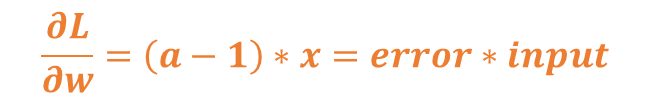 ∂L/∂w = (a − 1) * x = error * input